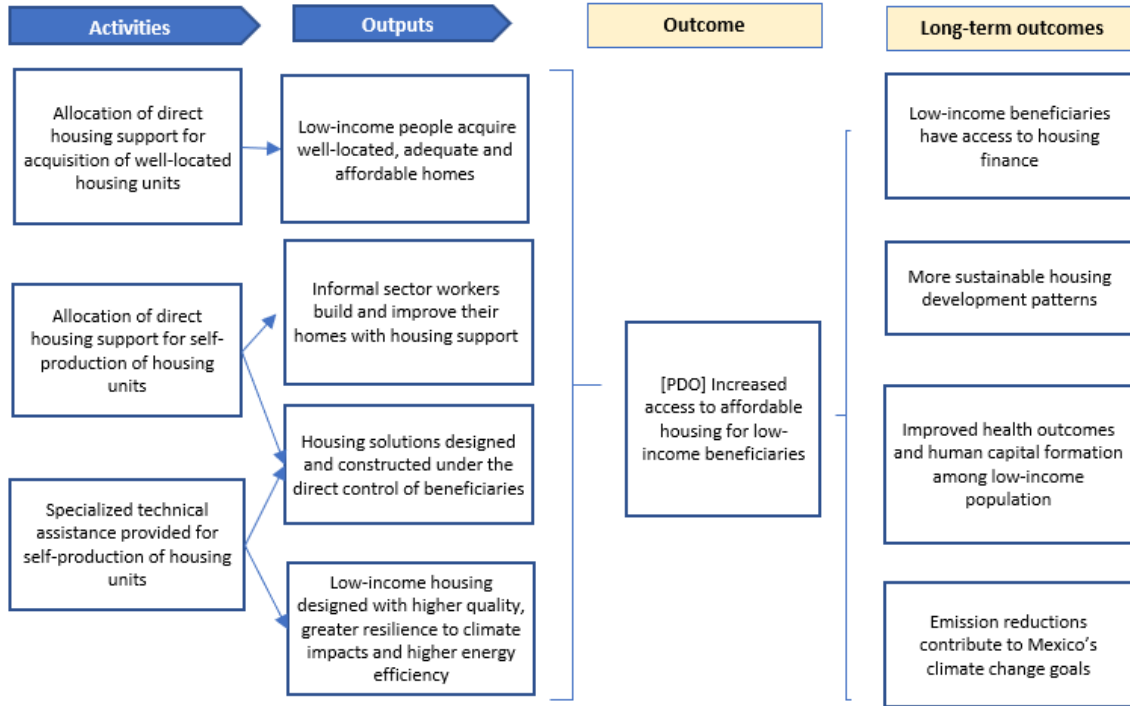 Activities
Outputs
Outcome
Long-term outcomes
Allocation of direct
housing support for
acquisition of well-located
housing units
Low-income people acquire
well-located, adequate and
affordable homes
Low-income beneficiaries
have access to housing
finance
Allocation of direct
housing support for self-
production of housing
units
Informal sector workers
build and improve their
homes with housing support
More sustainable housing
development patterns
[PDO] Increased
access to affordable
housing for low-
income beneficiaries
Housing solutions designed
and constructed under the
direct control of beneficiaries
Improved health outcomes
and human capital formation
among low-income
population
Specialized technical
assistance provided for
self-production of housing
units
Low-income housing
designed with higher quality,
greater resilience to climate
impacts and higher energy
efficiency
Emission reductions
contribute to Mexico's
climate change goals